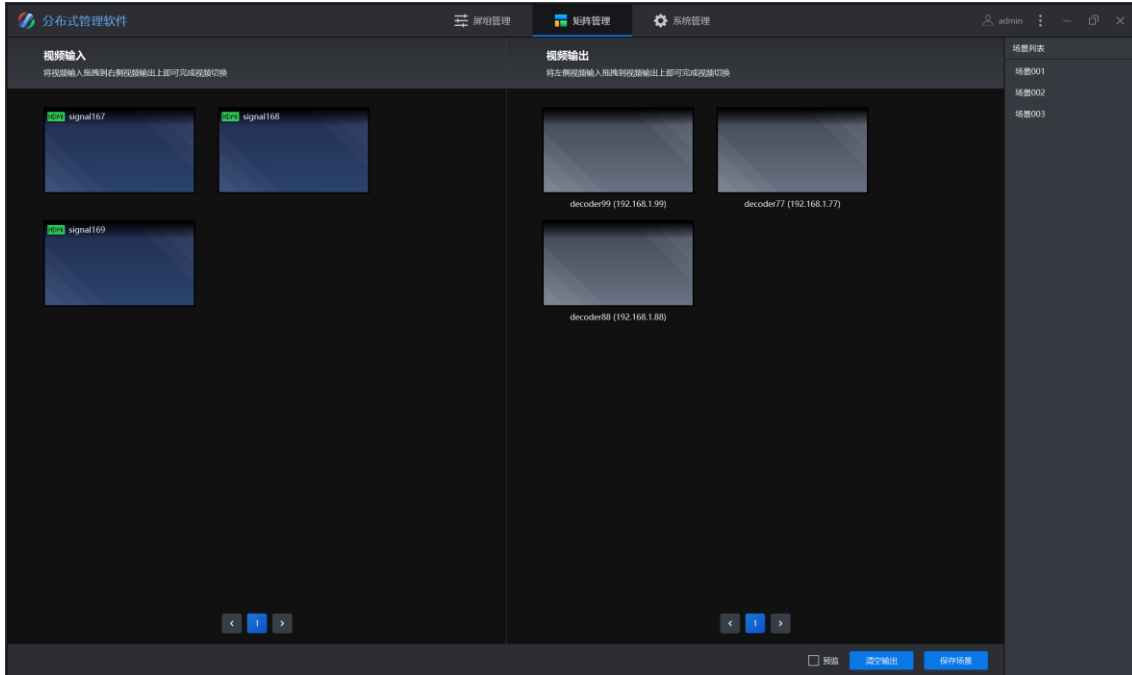 分布式管理软件
屏组管理
矩阵管理
系统管理
admin
视频输入
将视频输入拖拽到右侧视频输出上即可完成视频切换
视频输出
将左侧视频输入拖拽到视频输出上即可完成视频切换
场景列表
场景001
场景002
场景003
HDMI signal167
HDMI signal168
decoder99 (192.168.1.99)
decoder77 (192.168.1.77)
HDMI signal169
decoder88 (192.168.1.88)
1
1
预览
清空输出
保存场景